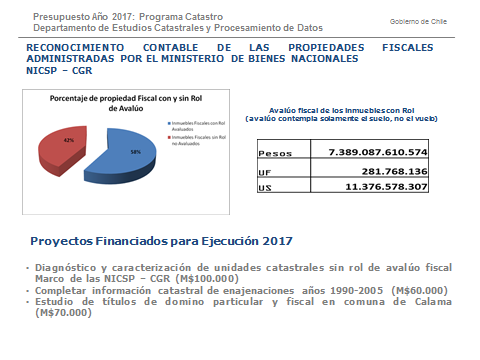 Presupuesto Año 2017: Programa Catastro
Departamento de Estudios Catastrales y Procesamiento de Datos
Gobierno de Chile
RECONOCIMIENTO CONTABLE DE LAS PROPIEDADES FISCALES
ADMINISTRADAS POR EL MINISTERIO DE BIENES NACIONALES
NICSP – CGR
Porcentaje de propiedad Fiscal con y sin Rol
de Avalúo
42%
58%
Inmuebles Fiscales con Rol
Avaluados
Inmuebles Fiscales sin Rol
no Avaluados
Avalúo fiscal de los Inmuebles con Rol
(avalúo contempla solamente el suelo, no el vuelo)
Pesos 7.389.087.610.574
UF 281.768.136
US 11.376.578.307
Proyectos Financiados para Ejecución 2017
• Diagnóstico y caracterización de unidades catastrales sin rol de avalúo fiscal
Marco de las NICSP – CGR (M$100.000)
• Completar información catastral de enajenaciones años 1990-2005 (M$60.000)
• Estudio de títulos de domino particular y fiscal en comuna de Calama
(M$70.000)